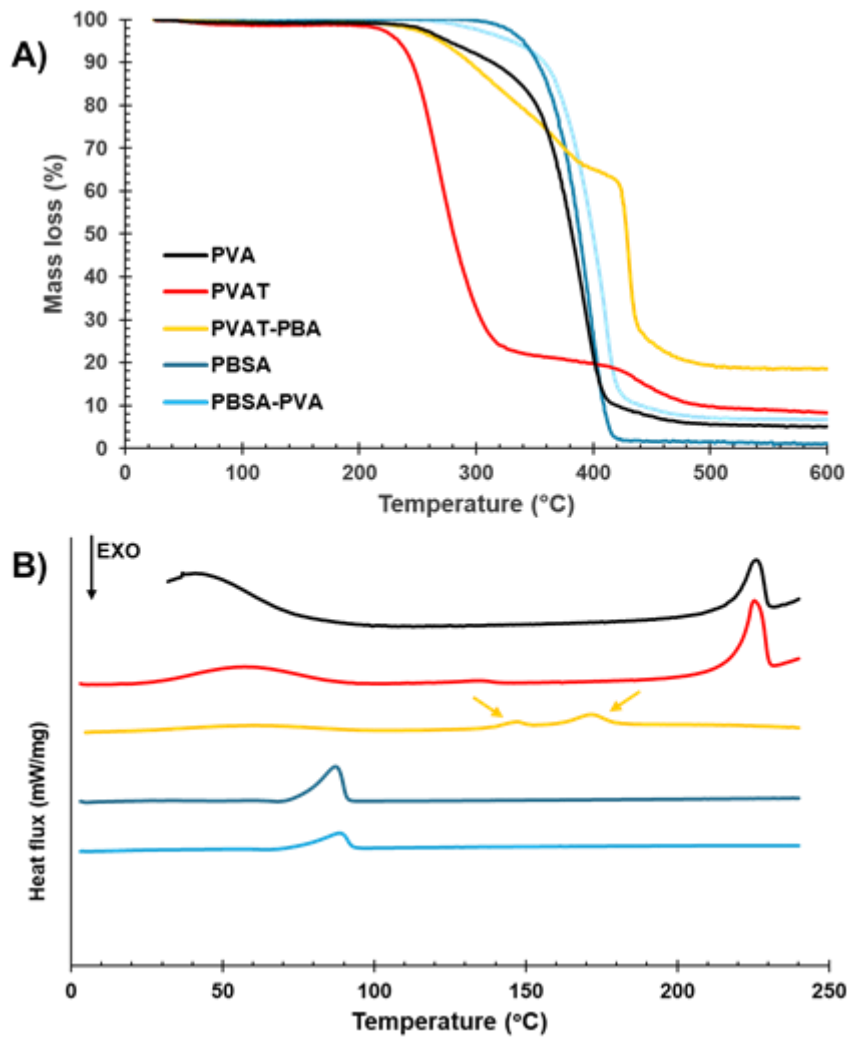 A)
Mass loss (%)
100
90
80
70
60
50
40
30
20
10
0
PVA
PVAT
PVAT-PBA
PBSA
PBSA-PVA
0 100 200 300 400 500 600
Temperature (°C)
B)
EXO
Heat flux (mW/mg)
0 50 100 150 200 250
Temperature (°C)